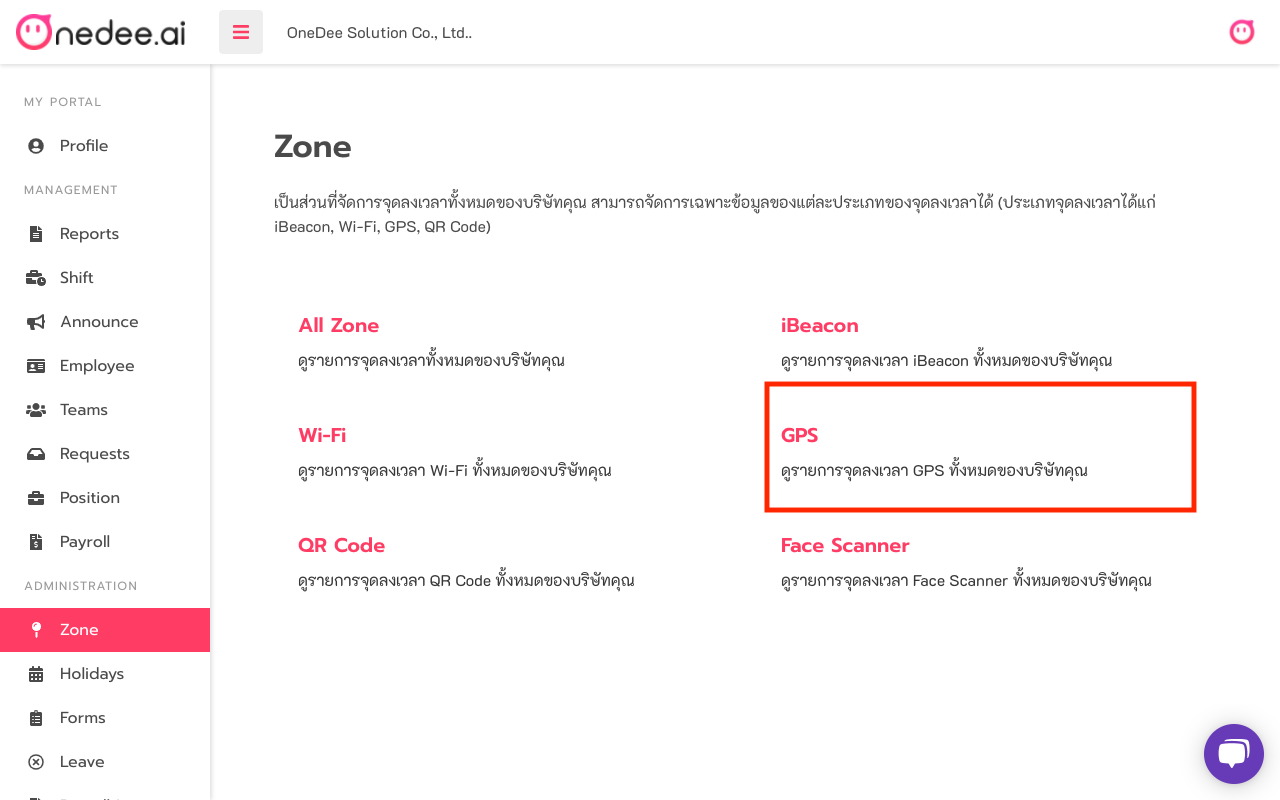 nedee.ai
OneDee Solution Co., Ltd..
MY PORTAL
Profile
MANAGEMENT
Reports
Shift
Announce
Employee
Teams
Requests
Position
Payroll
ADMINISTRATION
Zone
Holidays
Forms
Leave
Zone
เป็นส่วนที่จัดการจุดลงเวลาทั้งหมดของบริษัทคุณ สามารถจัดการเฉพาะข้อมูลของแต่ละประเภทของจุดลงเวลาได้ (ประเภทจุดลงเวลาได้แก่
iBeacon, Wi-Fi, GPS, QR Code)
All Zone
ดูรายการจุดลงเวลาทั้งหมดของบริษัทคุณ
iBeacon
ดูรายการจุดลงเวลา iBeacon ทั้งหมดของบริษัทคุณ
Wi-Fi
ดูรายการจุดลงเวลา Wi-Fi ทั้งหมดของบริษัทคุณ
GPS
ดูรายการจุดลงเวลา GPS ทั้งหมดของบริษัทคุณ
QR Code
ดูรายการจุดลงเวลา QR Code ทั้งหมดของบริษัทคุณ
Face Scanner
ดูรายการจุดลงเวลา Face Scanner ทั้งหมดของบริษัทคุณ